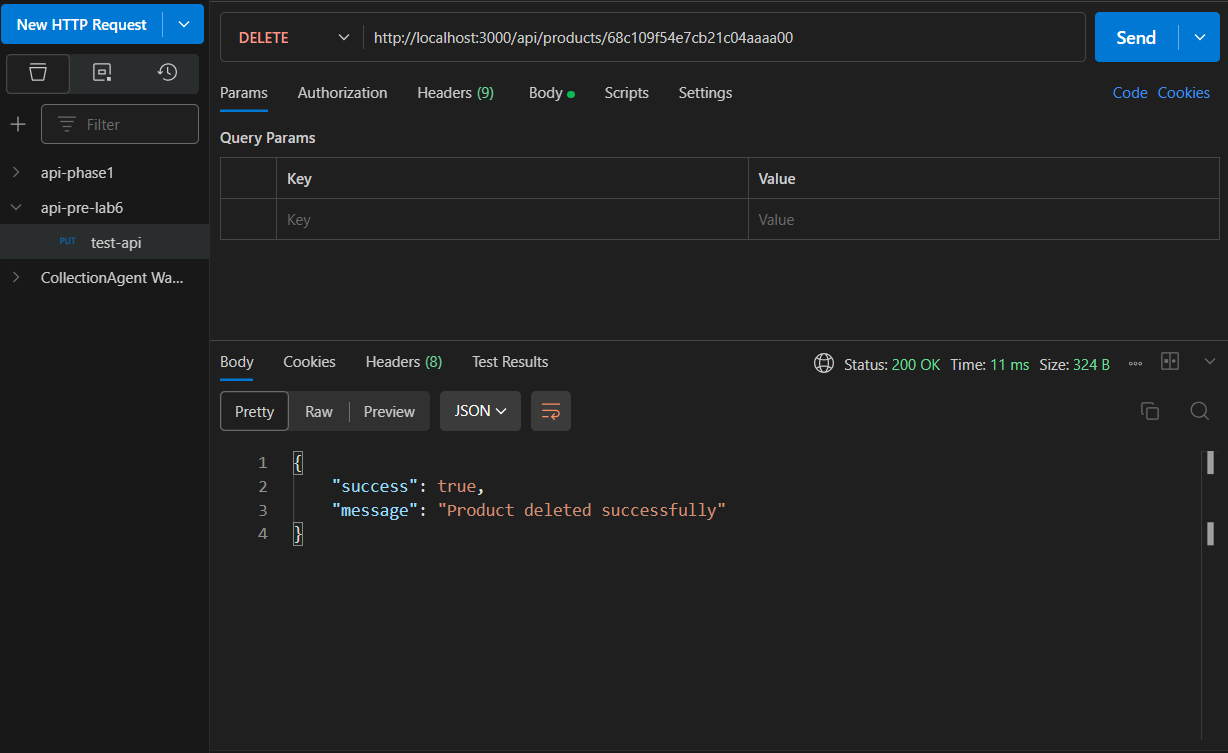 New HTTP Request
Filter
api-phase1
api-pre-lab6
PUT test-api
CollectionAgent Wa...
DELETE http://localhost:3000/api/products/68c109f54e7cb21c04aaaa00 Send
Params Authorization Headers (9) Body Scripts Settings Code Cookies
Query Params
Key Value
Key Value
Body Cookies Headers (8) Test Results Status: 200 OK Time: 11 ms Size: 324 B
Pretty Raw Preview JSON
1 {
2 "success": true,
3 "message": "Product deleted successfully"
4 }